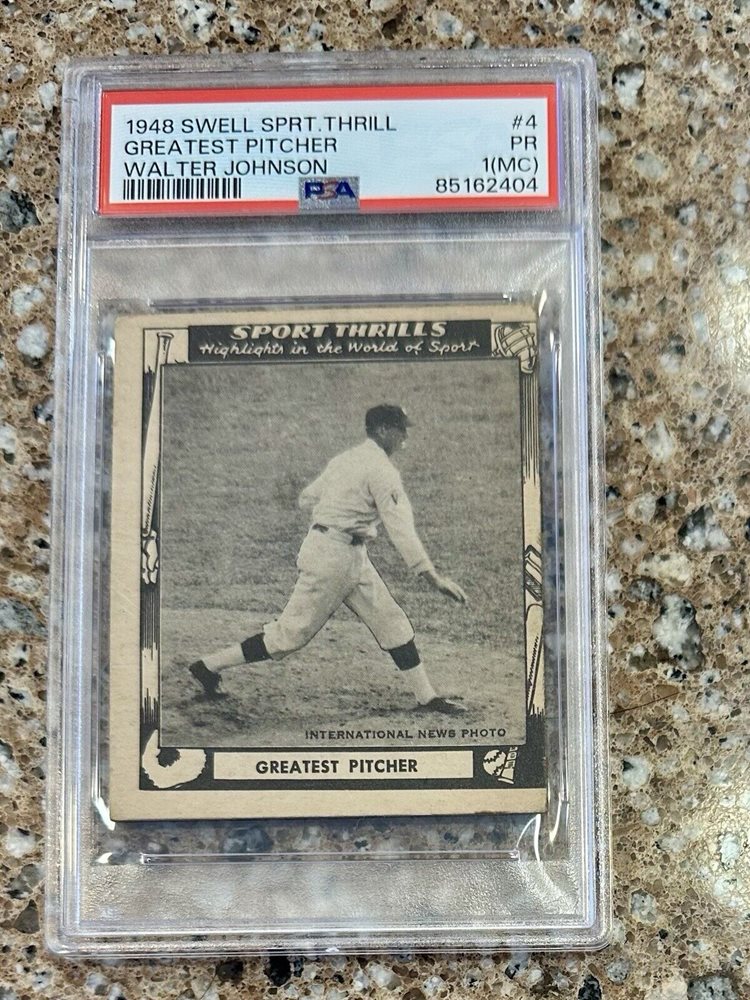 1948 SWELL SPRT.THRILL #4
GREATEST PITCHER PR
WALTER JOHNSON 1(MC)
PSA 85162404
SPORT THRILLS
Highlights in the World of Sport
INTERNATIONAL NEWS PHOTO
GREATEST PITCHER